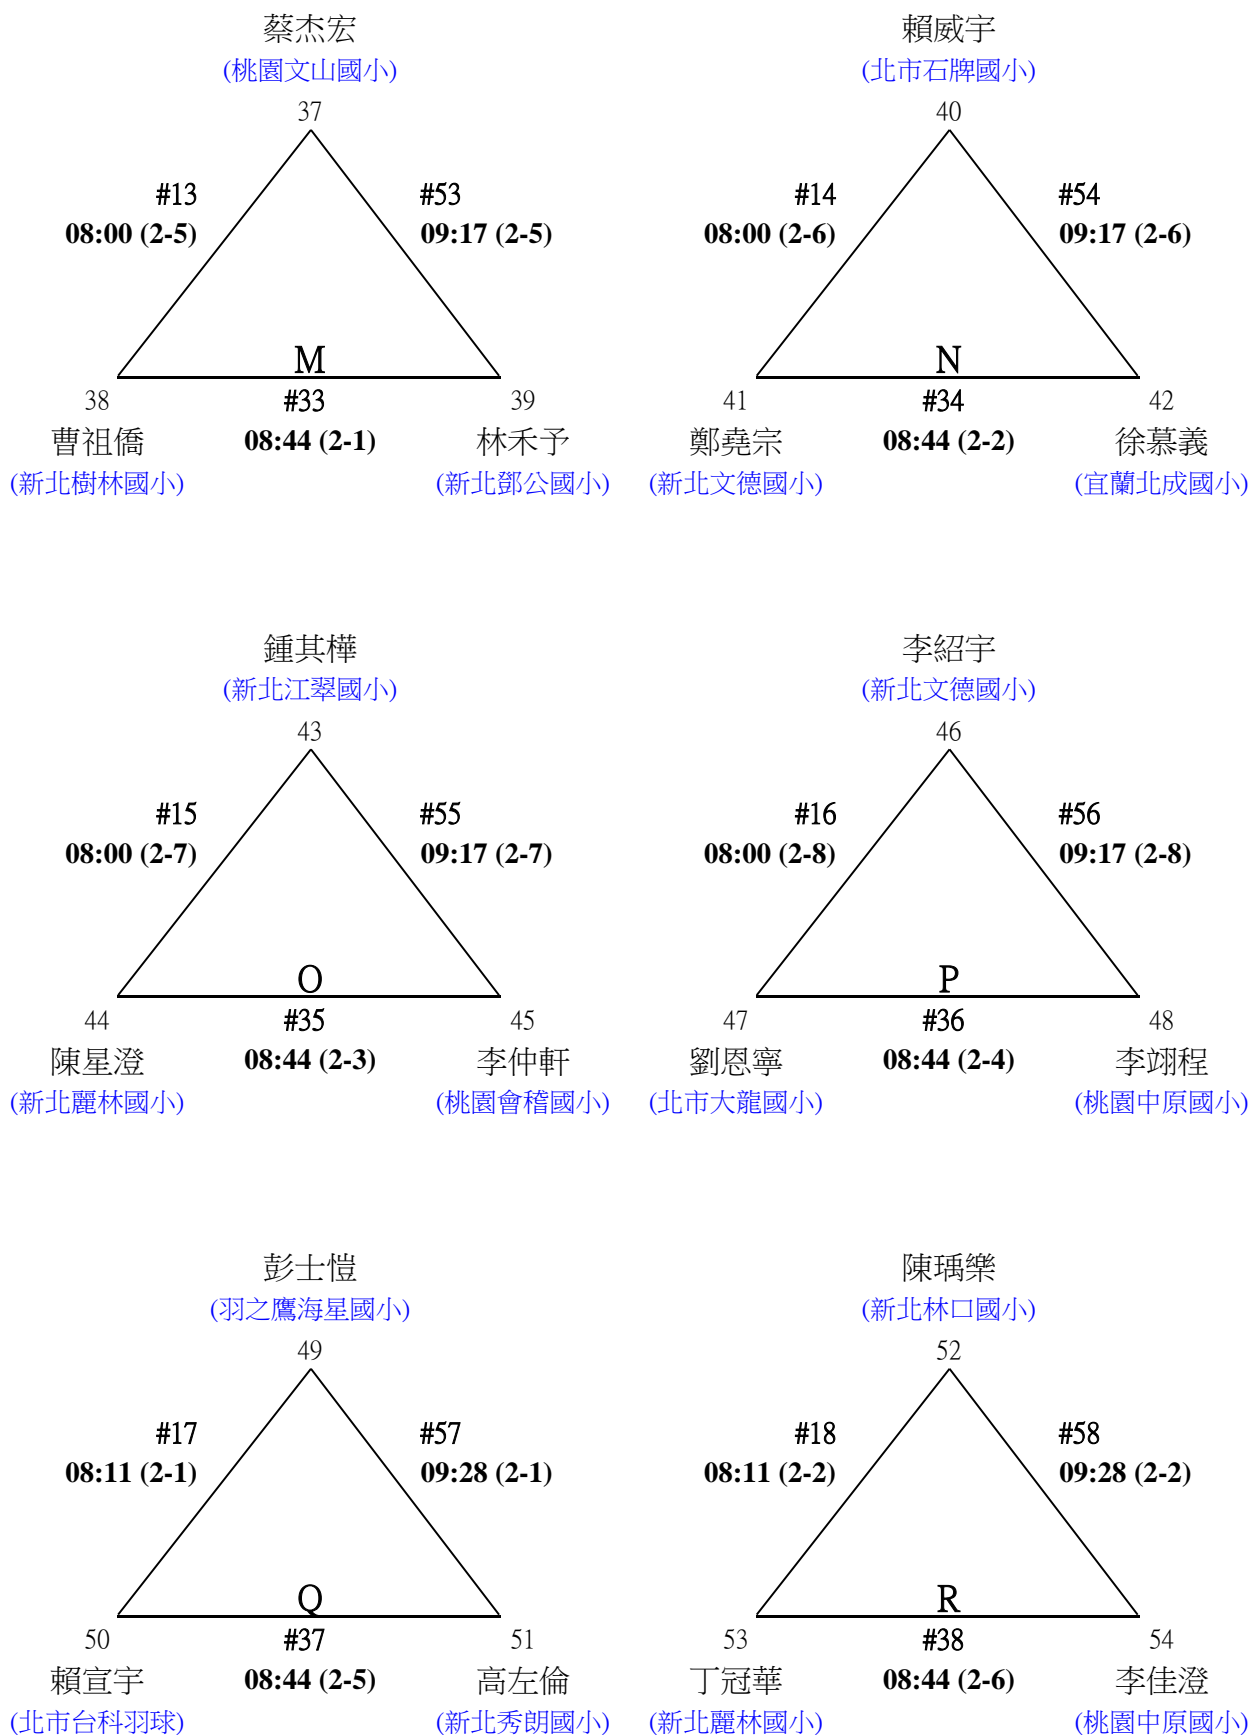 蔡杰宏
(桃園文山國小)
37
#13
08:00 (2-5)
#53
09:17 (2-5)
M
38
#33
39
曹祖僑
08:44 (2-1)
林禾予
(新北樹林國小)
(新北鄧公國小)
賴威宇
(北市石牌國小)
40
#14
08:00 (2-6)
#54
09:17 (2-6)
N
41
#34
42
鄭堯宗
08:44 (2-2)
徐慕義
(新北文德國小)
(宜蘭北成國小)
鍾其樺
(新北江翠國小)
43
#15
08:00 (2-7)
#55
09:17 (2-7)
O
44
#35
45
陳星澄
08:44 (2-3)
李仲軒
(新北麗林國小)
(桃園會稽國小)
李紹宇
(新北文德國小)
46
#16
08:00 (2-8)
#56
09:17 (2-8)
P
47
#36
48
劉恩寧
08:44 (2-4)
李翊程
(北市大龍國小)
(桃園中原國小)
彭士愷
(羽之鷹海星國小)
49
#17
08:11 (2-1)
#57
09:28 (2-1)
Q
50
#37
51
賴宣宇
08:44 (2-5)
高左倫
(北市台科羽球)
(新北秀朗國小)
陳瑀樂
(新北林口國小)
52
#18
08:11 (2-2)
#58
09:28 (2-2)
R
53
#38
54
丁冠華
08:44 (2-6)
李佳澄
(新北麗林國小)
(桃園中原國小)